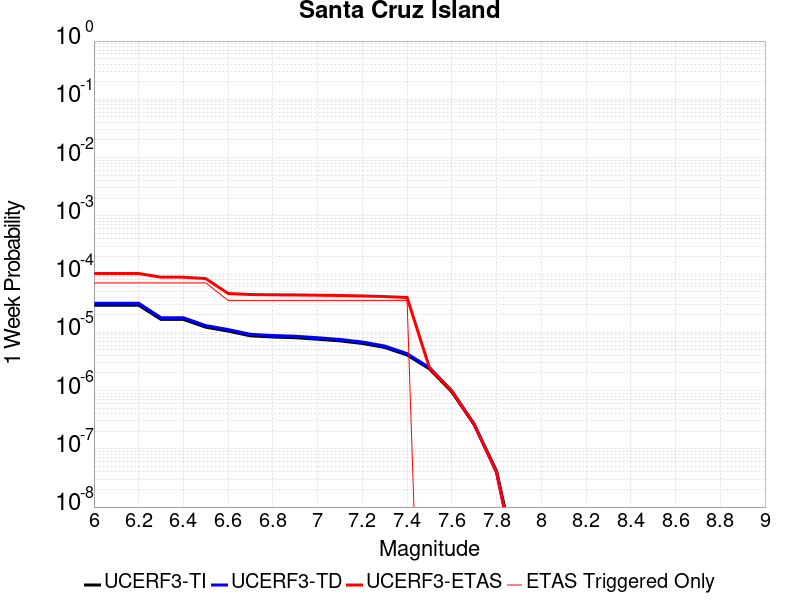 Santa Cruz Island
10^0
10^-1
10^-2
10^-3
10^-4
10^-5
10^-6
10^-7
10^-8
1 Week Probability
6 6.2 6.4 6.6 6.8 7 7.2 7.4 7.6 7.8 8 8.2 8.4 8.6 8.8 9
Magnitude
UCERF3-TI UCERF3-TD UCERF3-ETAS ETAS Triggered Only